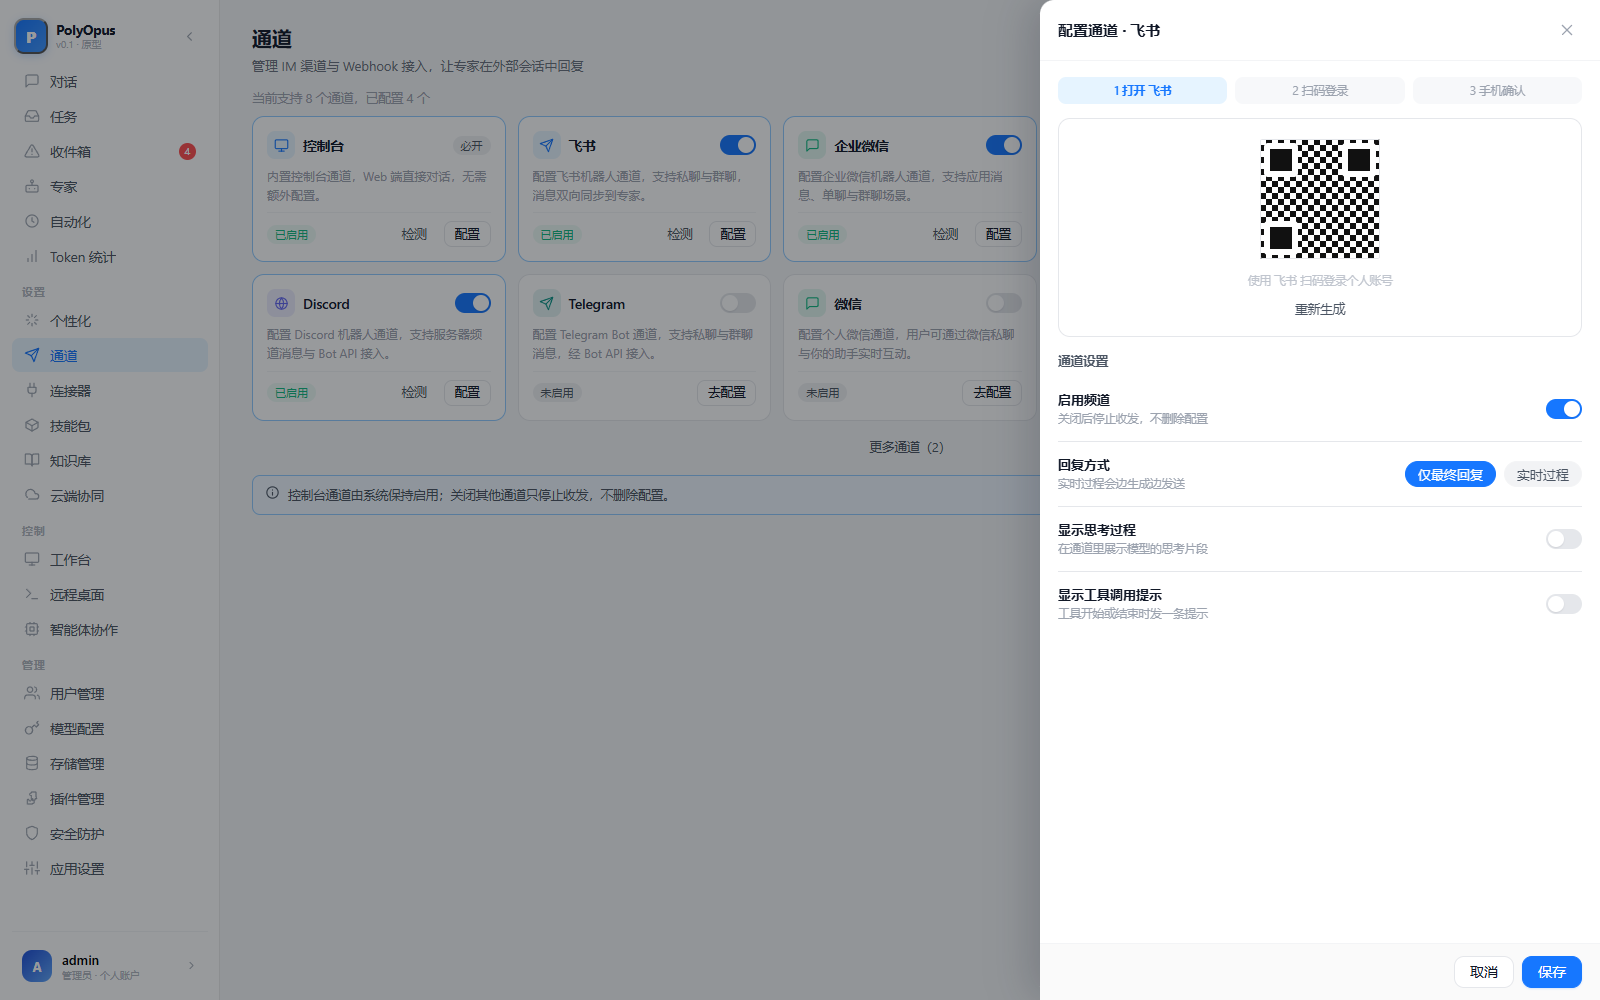 P
PolyOpus
v0.1 · 原型
对话
任务
收件箱
4
专家
自动化
Token 统计
设置
个性化
通道
连接器
技能包
知识库
云端协同
控制
工作台
远程桌面
智能体协作
管理
用户管理
模型配置
存储管理
插件管理
安全防护
应用设置
A
admin
管理员 · 个人账户
通道
管理 IM 渠道与 Webhook 接入，让专家在外部会话中回复
当前支持 8 个通道，已配置 4 个
控制台
必开
内置控制台通道，Web 端直接对话，无需
额外配置。
已启用
检测
配置
飞书
配置飞书机器人通道，支持私聊与群聊，
消息双向同步到专家。
已启用
检测
配置
企业微信
配置企业微信机器人通道，支持应用消
息、单聊与群聊场景。
已启用
检测
配置
Discord
配置 Discord 机器人通道，支持服务器频
道消息与 Bot API 接入。
已启用
检测
配置
Telegram
配置 Telegram Bot 通道，支持私聊与群聊
消息，经 Bot API 接入。
未启用
去配置
微信
配置个人微信通道，用户可通过微信私聊
与你的助手实时互动。
未启用
去配置
更多通道（2）
控制台通道由系统保持启用；关闭其他通道只停止收发，不删除配置。
配置通道 · 飞书
1 打开 飞书
2 扫码登录
3 手机确认
使用 飞书 扫码登录个人账号
重新生成
通道设置
启用频道
关闭后停止收发，不删除配置
回复方式
实时过程会边生成边发送
仅最终回复
实时过程
显示思考过程
在通道里展示模型的思考片段
显示工具调用提示
工具开始或结束时发一条提示
取消
保存